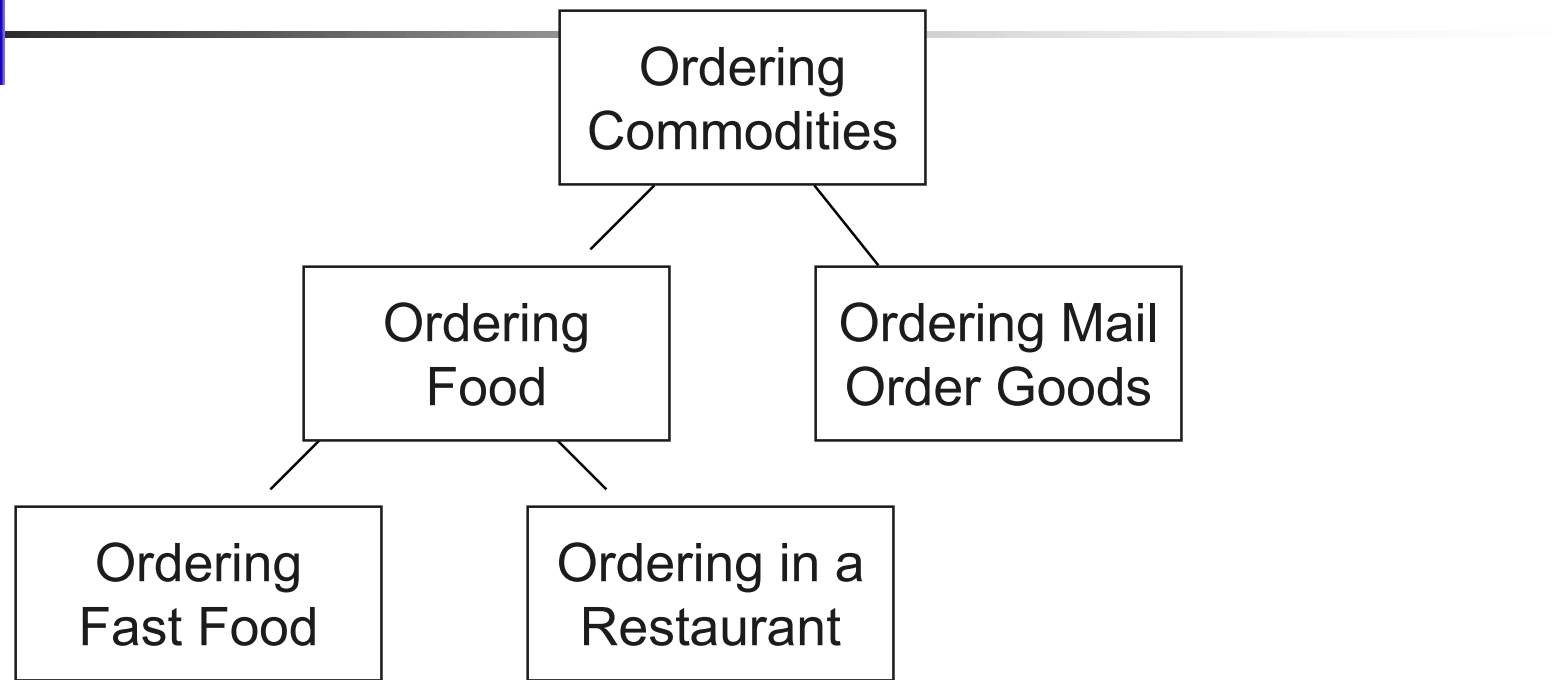 Ordering
Commodities
Ordering
Food
Ordering Mail
Order Goods
Ordering
Fast Food
Ordering in a
Restaurant